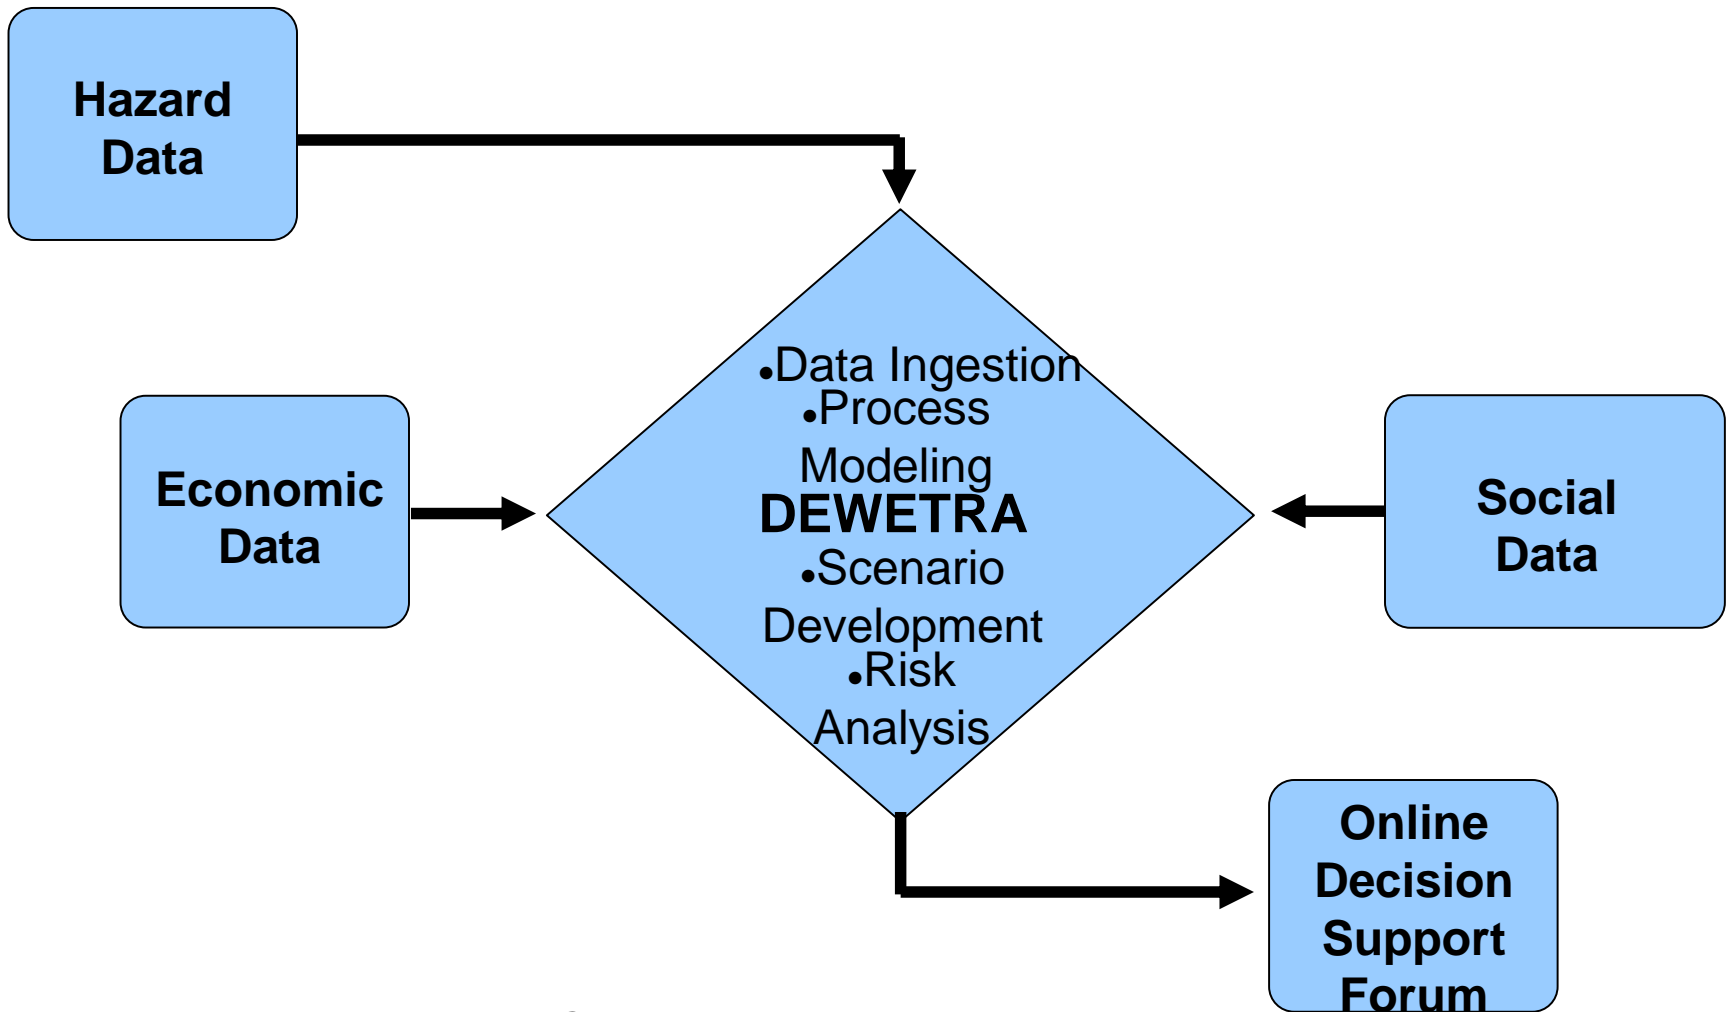 Hazard
Data
●Data Ingestion
●Process
Modeling
DEWETRA
●Scenario
Development
●Risk
Analysis
Economic
Data
Social
Data
Online
Decision
Support
Forum